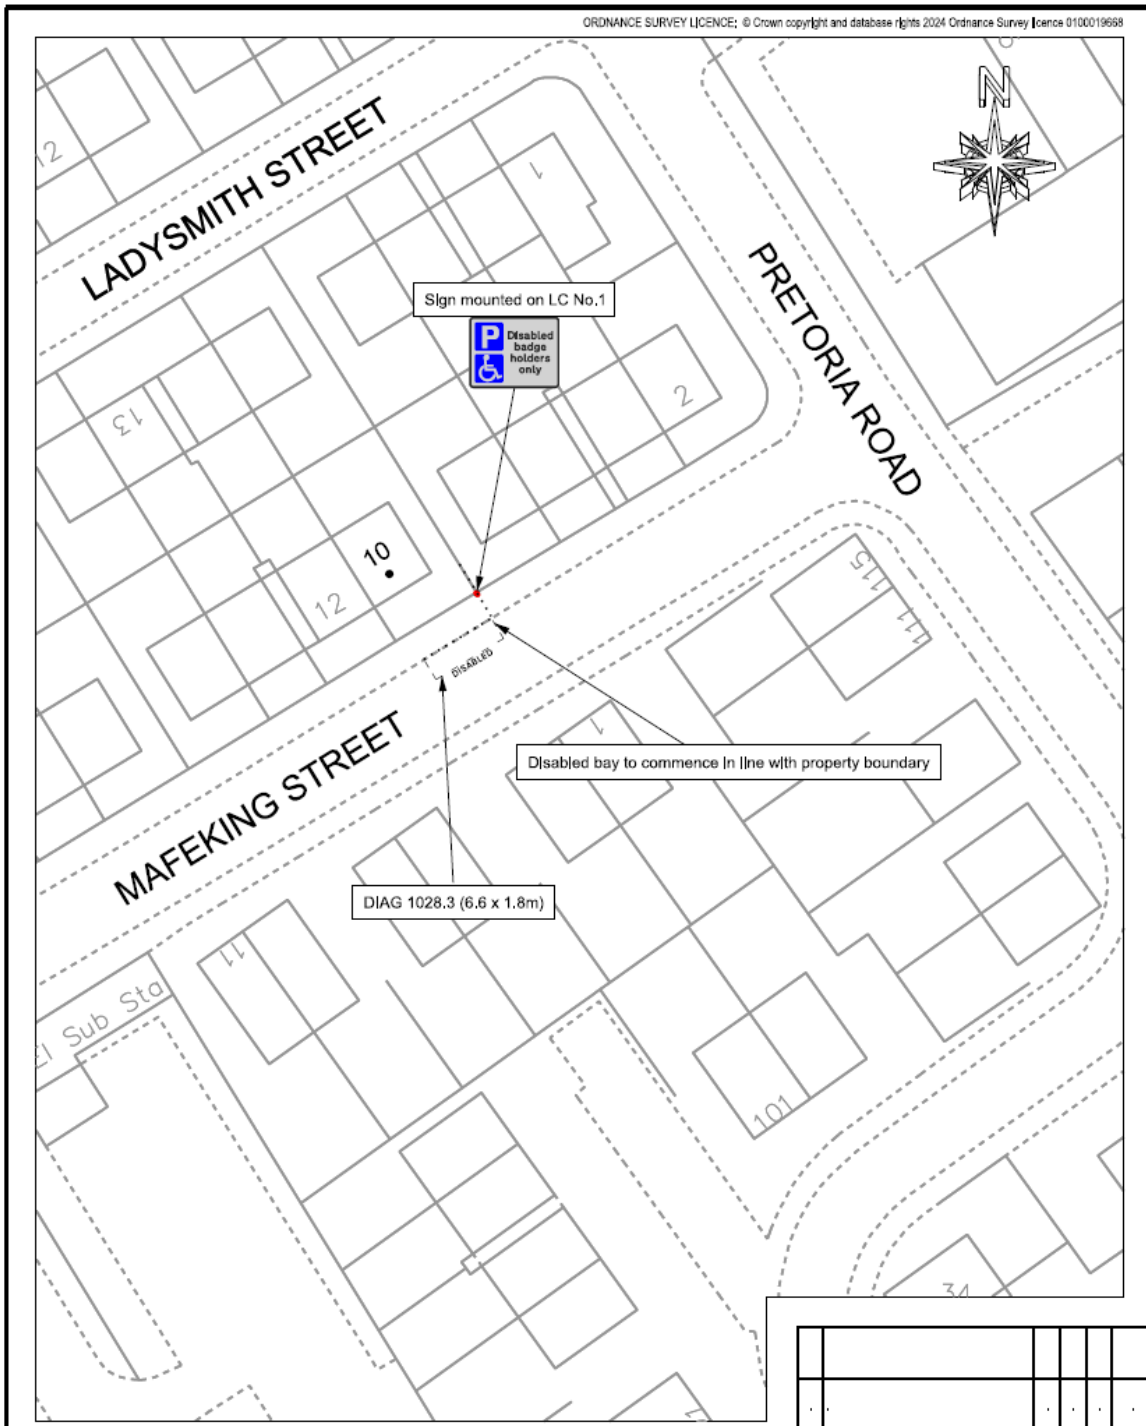 ORDNANCE SURVEY LICENCE; © Crown copyright and database rights 2024 Ordnance Survey licence 0100019668
N
12
LADYSMITH STREET
1
PRETORIA ROAD
Sign mounted on LC No.1
P
Disabled
badge
holders
only
13
2
10
12
115
111
DISABLED
1
MAFEKING STREET
Disabled bay to commence in line with property boundary
DIAG 1028.3 (6.6 x 1.8m)
11
El Sub Sta
101
34